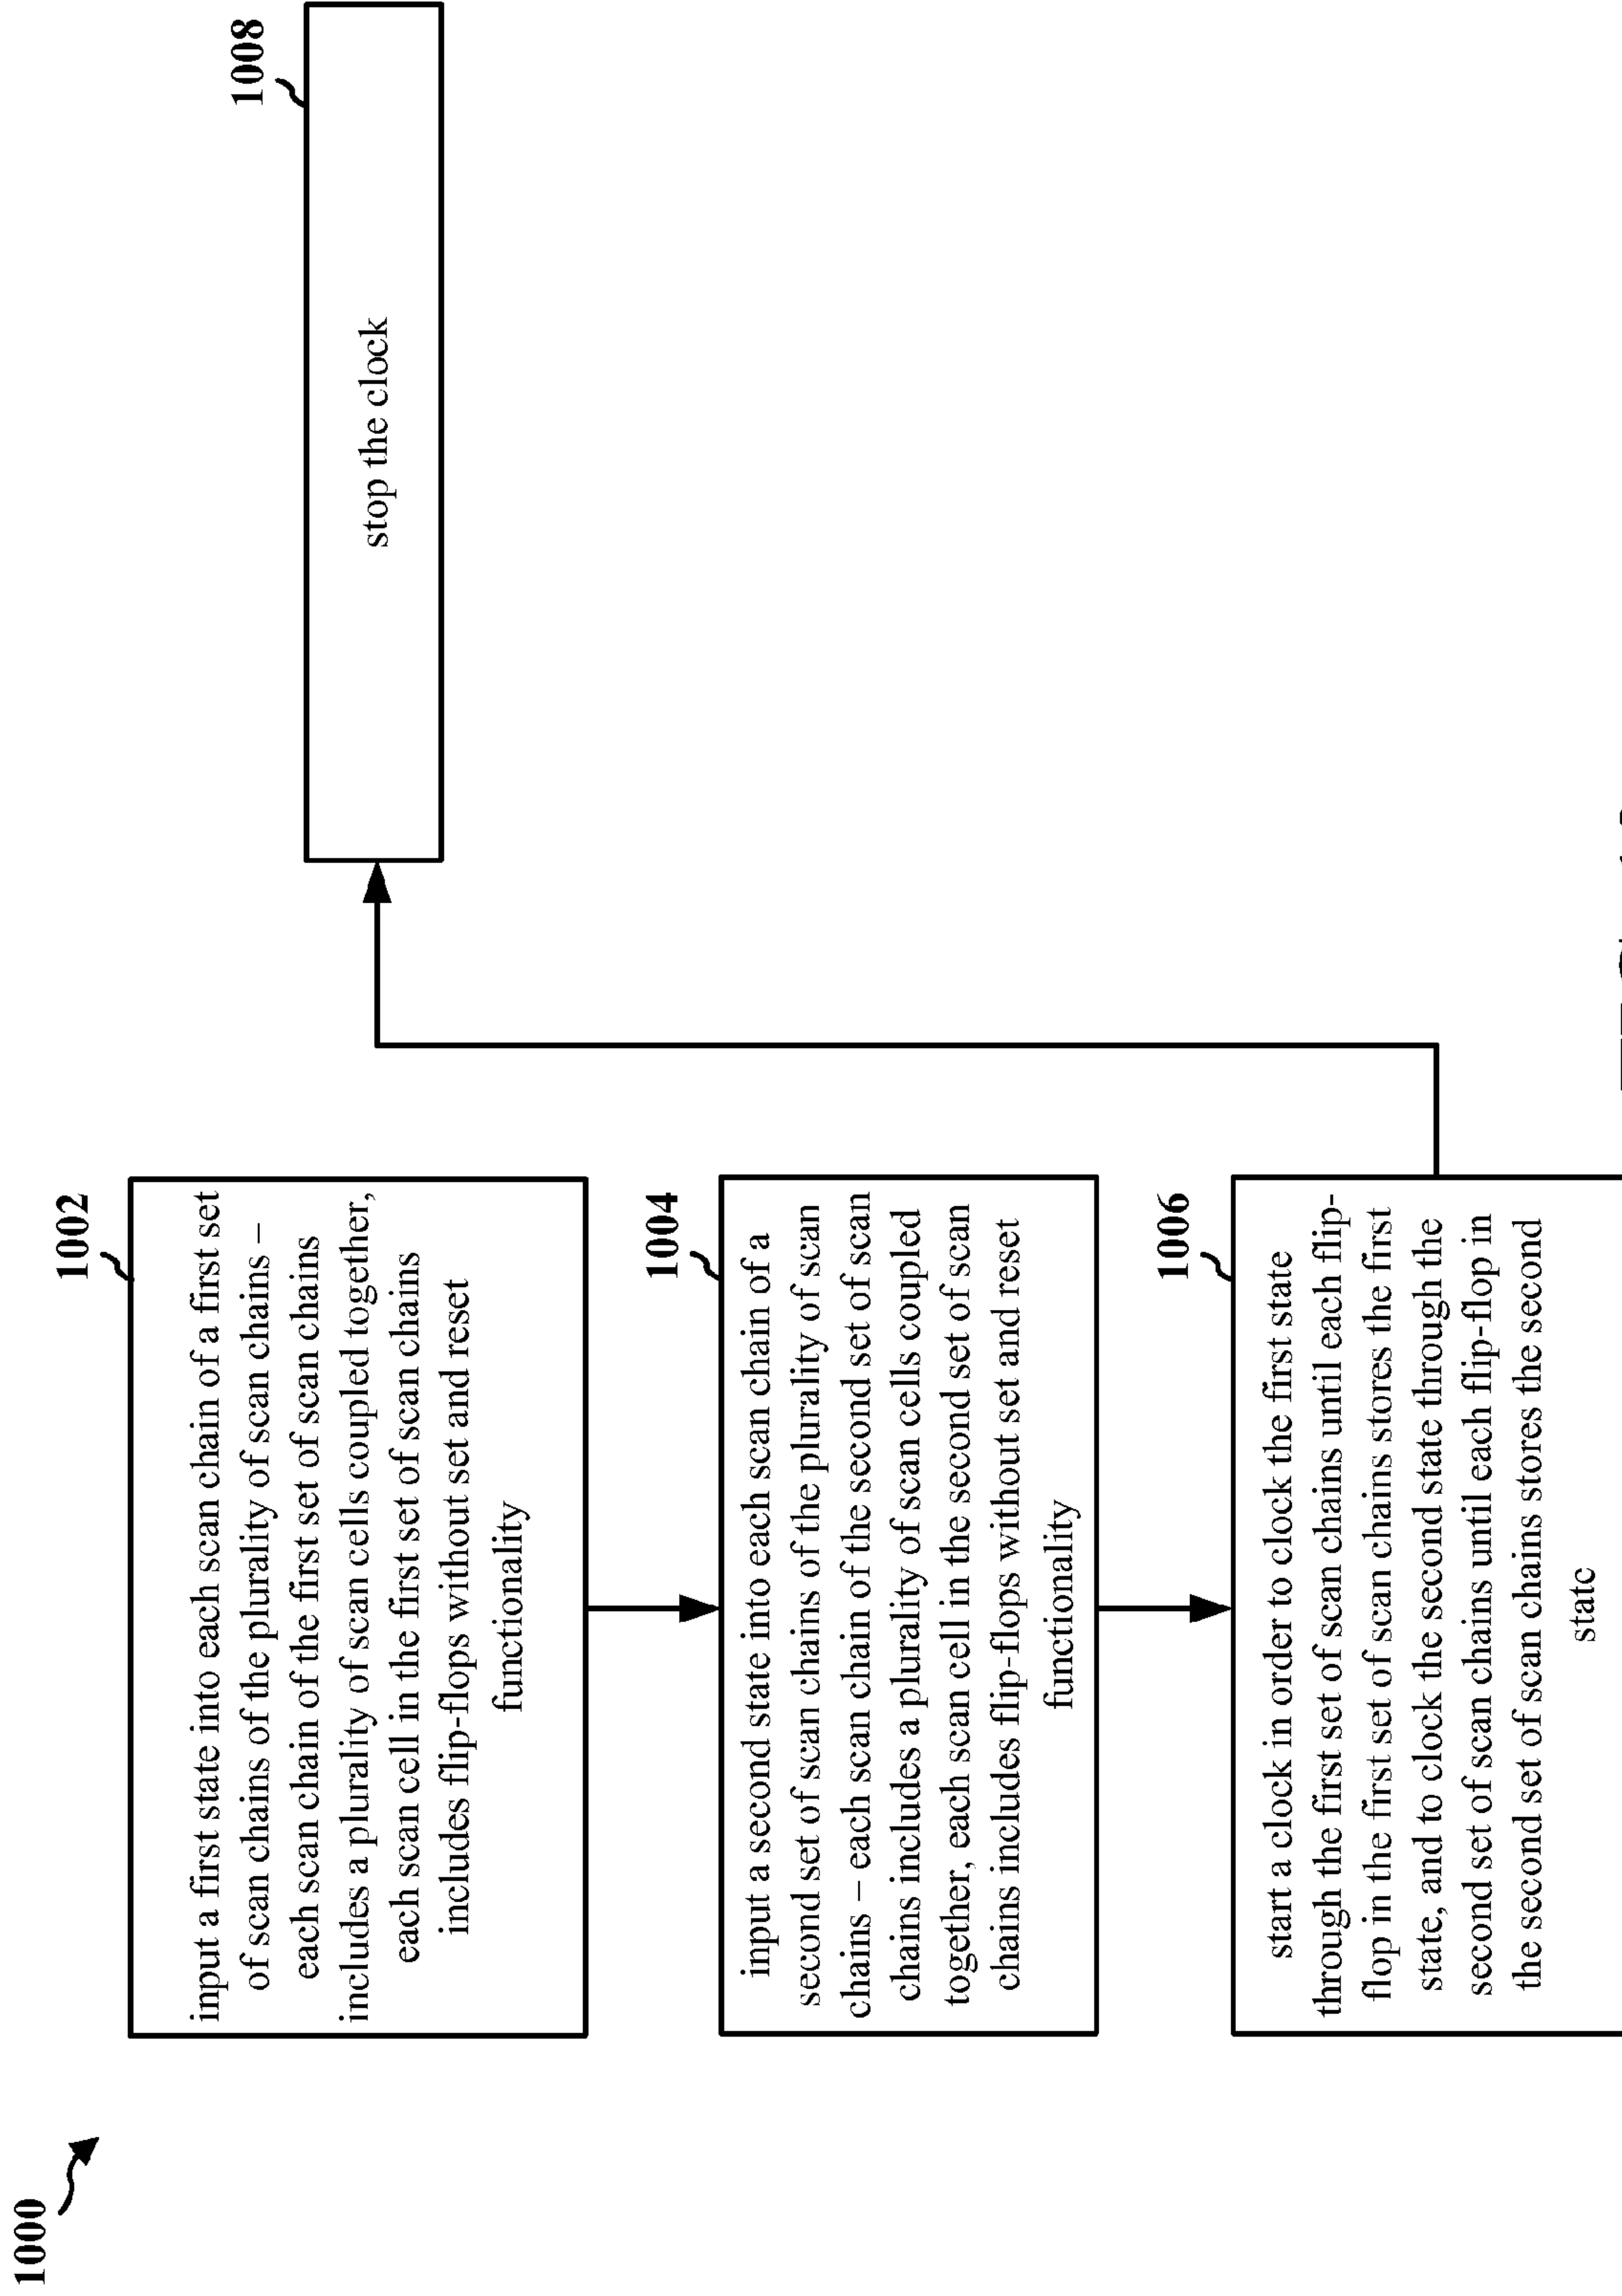 1000
1002
input a first state into each scan chain of a first set
of scan chains of the plurality of scan chains –
each scan chain of the first set of scan chains
includes a plurality of scan cells coupled together,
each scan cell in the first set of scan chains
includes flip-flops without set and reset
functionality
1004
input a second state into each scan chain of a
second set of scan chains of the plurality of scan
chains – each scan chain of the second set of scan
chains includes a plurality of scan cells coupled
together, each scan cell in the second set of scan
chains includes flip-flops without set and reset
functionality
1006
start a clock in order to clock the first state
through the first set of scan chains until each flip-
flop in the first set of scan chains stores the first
state, and to clock the second state through the
second set of scan chains until each flip-flop in
the second set of scan chains stores the second
state
1008
stop the clock